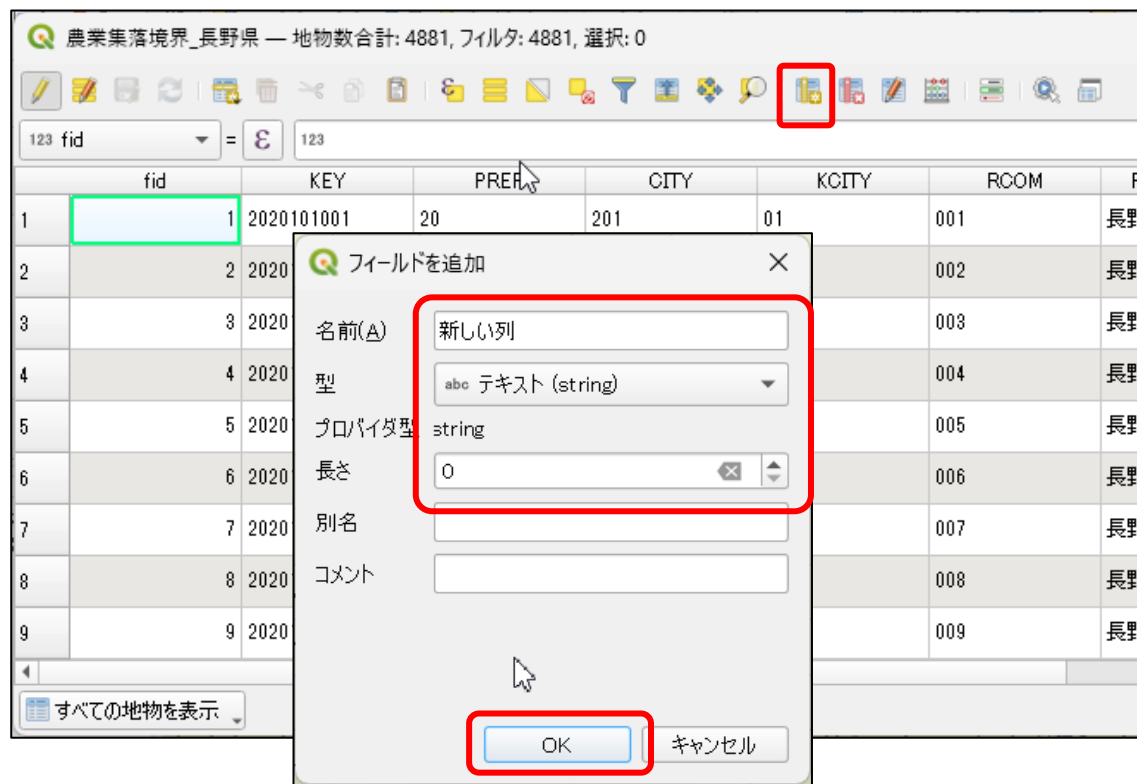 農業集落境界_長野県 — 地物数合計: 4881, フィルタ: 4881, 選択: 0
123 fid = ε 123
fid KEY PREF CITY KCITY RCOM
1 1 2020101001 20 201 01 001 長野
2 2 2020 002 長野
3 3 2020 003 長野
4 4 2020 004 長野
5 5 2020 005 長野
6 6 2020 006 長野
7 7 2020 007 長野
8 8 2020 008 長野
9 9 2020 009 長野
すべての地物を表示
フィールドを追加
名前(A) 新しい列
型 abc テキスト (string)
プロバイダ型 string
長さ 0
別名
コメント
OK キャンセル